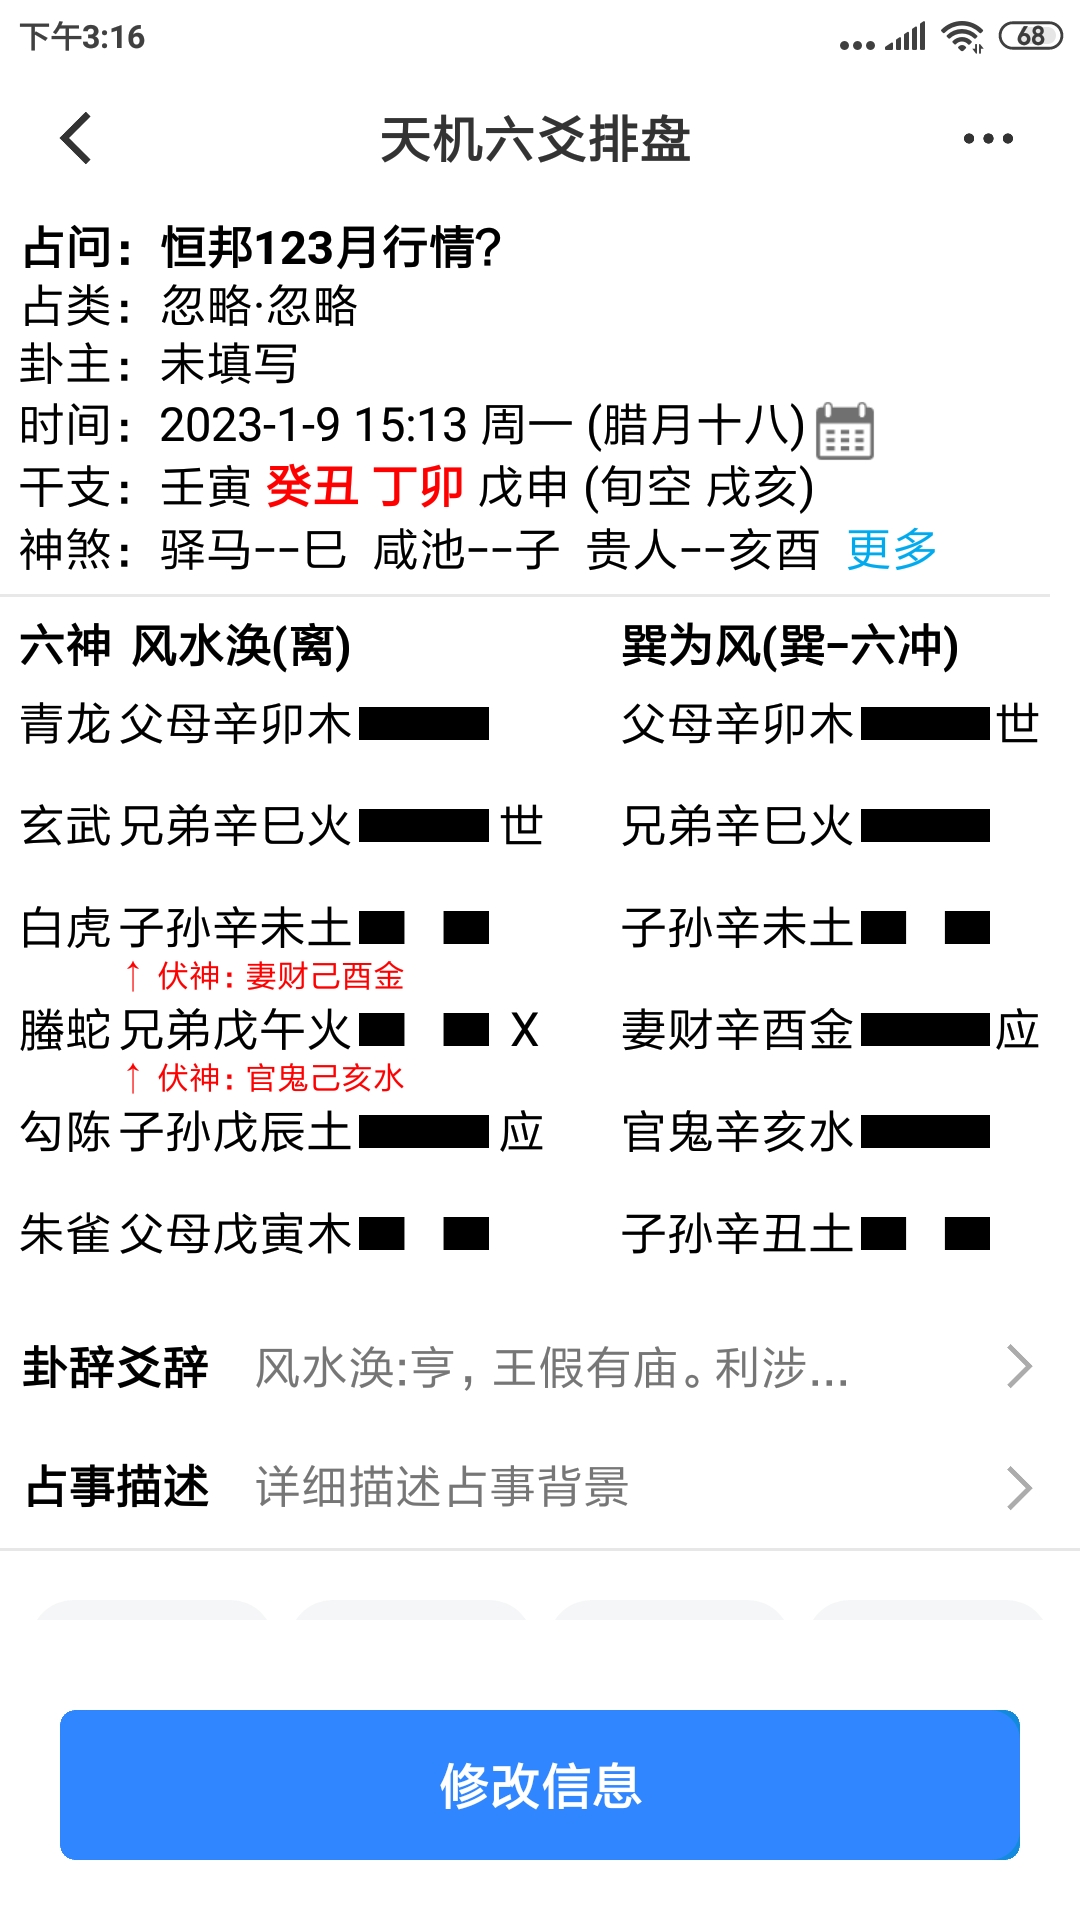 下午3:16
68
天机六爻排盘
占问：恒邦123月行情?
占类：忽略·忽略
卦主：未填写
时间：2023-1-9 15:13 周一 (腊月十八)
干支：壬寅 癸丑 丁卯 戊申 (旬空 戌亥)
神煞：驿马--巳 咸池--子 贵人--亥酉 更多
六神 风水涣(离) 巽为风(巽-六冲)
青龙 父母辛卯木 父母辛卯木 世
玄武 兄弟辛巳火 世 兄弟辛巳火
白虎 子孙辛未土 子孙辛未土
↑ 伏神: 妻财己酉金
螣蛇 兄弟戊午火 X 妻财辛酉金 应
↑ 伏神: 官鬼己亥水
勾陈 子孙戊辰土 应 官鬼辛亥水
朱雀 父母戊寅木 子孙辛丑土
卦辞爻辞 风水涣:亨，王假有庙。利涉...
占事描述 详细描述占事背景
修改信息